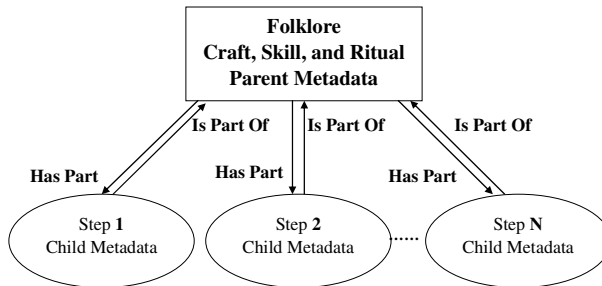 Folklore
Craft, Skill, and Ritual
Parent Metadata
Is Part Of
Is Part Of
Is Part Of
Has Part
Has Part
Has Part
Step 1
Child Metadata
Step 2
Child Metadata
......
Step N
Child Metadata